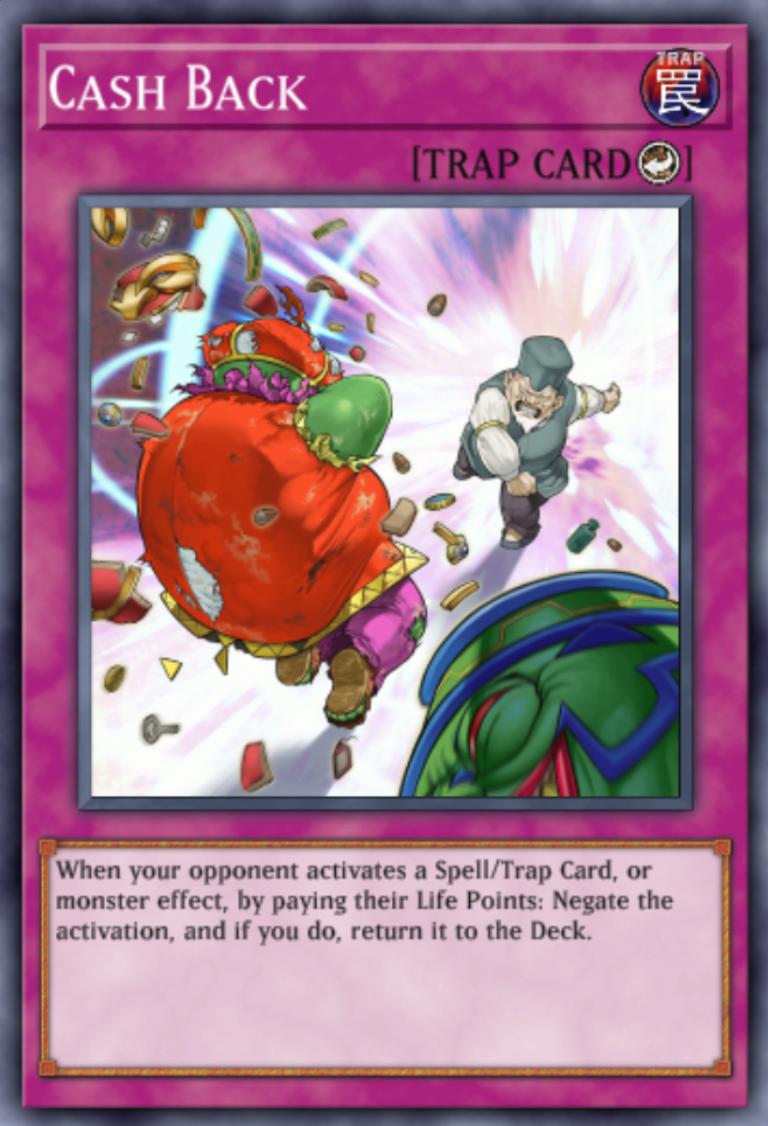 CASH BACK
TRAP
罠
[TRAP CARD]
When your opponent activates a Spell/Trap Card, or
monster effect, by paying their Life Points: Negate the
activation, and if you do, return it to the Deck.